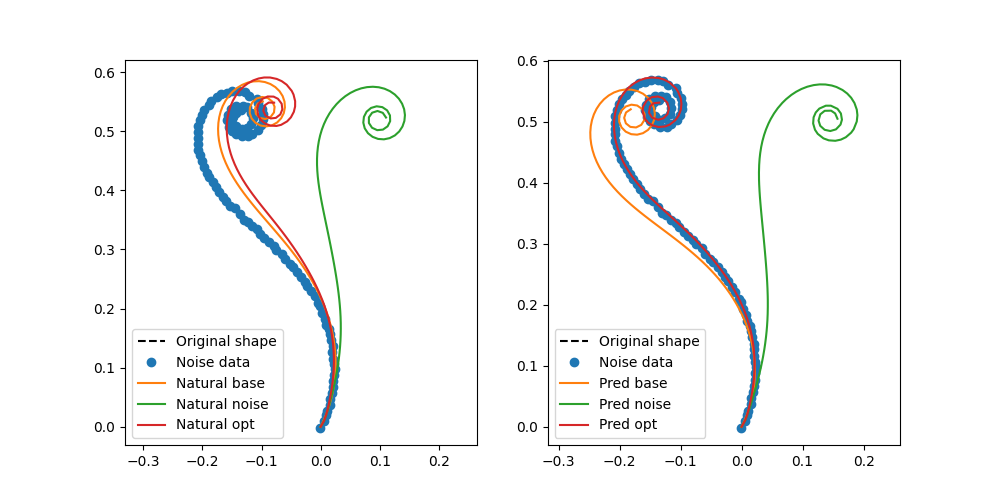 0.6
0.5
0.4
0.3
0.2
0.1
0.0
−0.3 −0.2 −0.1 0.0 0.1 0.2
Original shape
Noise data
Natural base
Natural noise
Natural opt
0.6
0.5
0.4
0.3
0.2
0.1
0.0
−0.3 −0.2 −0.1 0.0 0.1 0.2
Original shape
Noise data
Pred base
Pred noise
Pred opt